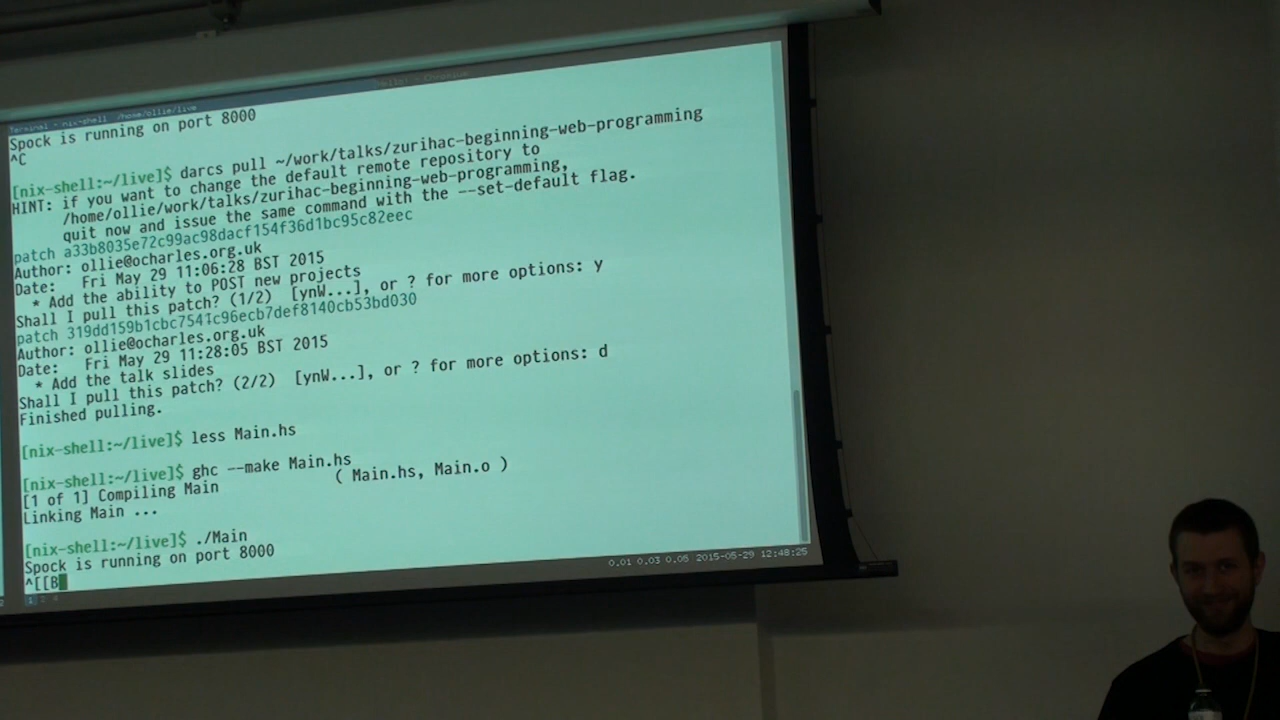 Terminal - nix-shell /home/ollie/live
Spock is running on port 8000
^C
[nix-shell:~/live]$ darcs pull ~/work/talks/zurihac-beginning-web-programming
HINT: if you want to change the default remote repository to
/home/ollie/work/talks/zurihac-beginning-web-programming,
quit now and issue the same command with the --set-default flag.
patch a33b8035e72c99ac98dacf154f36d1bc95c82eec
Author: ollie@ocharles.org.uk
Date: Fri May 29 11:06:28 BST 2015
* Add the ability to POST new projects
Shall I pull this patch? (1/2) [ynW...], or ? for more options: y
patch 319dd159b1cbc7541c96ecb7def8140cb53bd030
Author: ollie@ocharles.org.uk
Date: Fri May 29 11:28:05 BST 2015
* Add the talk slides
Shall I pull this patch? (2/2) [ynW...], or ? for more options: d
Finished pulling.
[nix-shell:~/live]$ less Main.hs
[nix-shell:~/live]$ ghc --make Main.hs
[1 of 1] Compiling Main ( Main.hs, Main.o )
Linking Main ...
[nix-shell:~/live]$ ./Main
Spock is running on port 8000
^[[B
0.01 0.03 0.05 2015-05-29 12:48:25